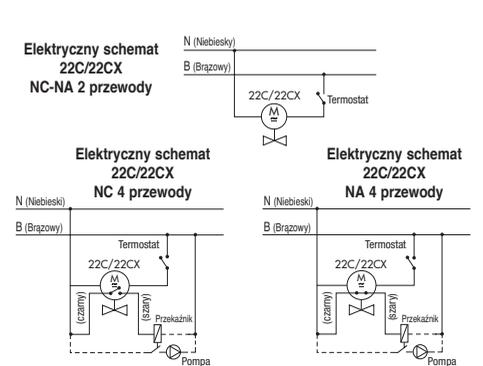 Elektryczny schemat
22C/22CX
NC-NA 2 przewody
N (Niebiesky)
B (Brązowy)
22C/22CX
Termostat
M
Elektryczny schemat
22C/22CX
NC 4 przewody
N (Niebieski)
B (Brązowy)
Termostat
22C/22CX
M
(czarny)
(szary)
Przekaźnik
Pompa
Elektryczny schemat
22C/22CX
NA 4 przewody
N (Niebieski)
B (Brązowy)
Termostat
22C/22CX
M
(czarny)
(szary)
Przekaźnik
Pompa